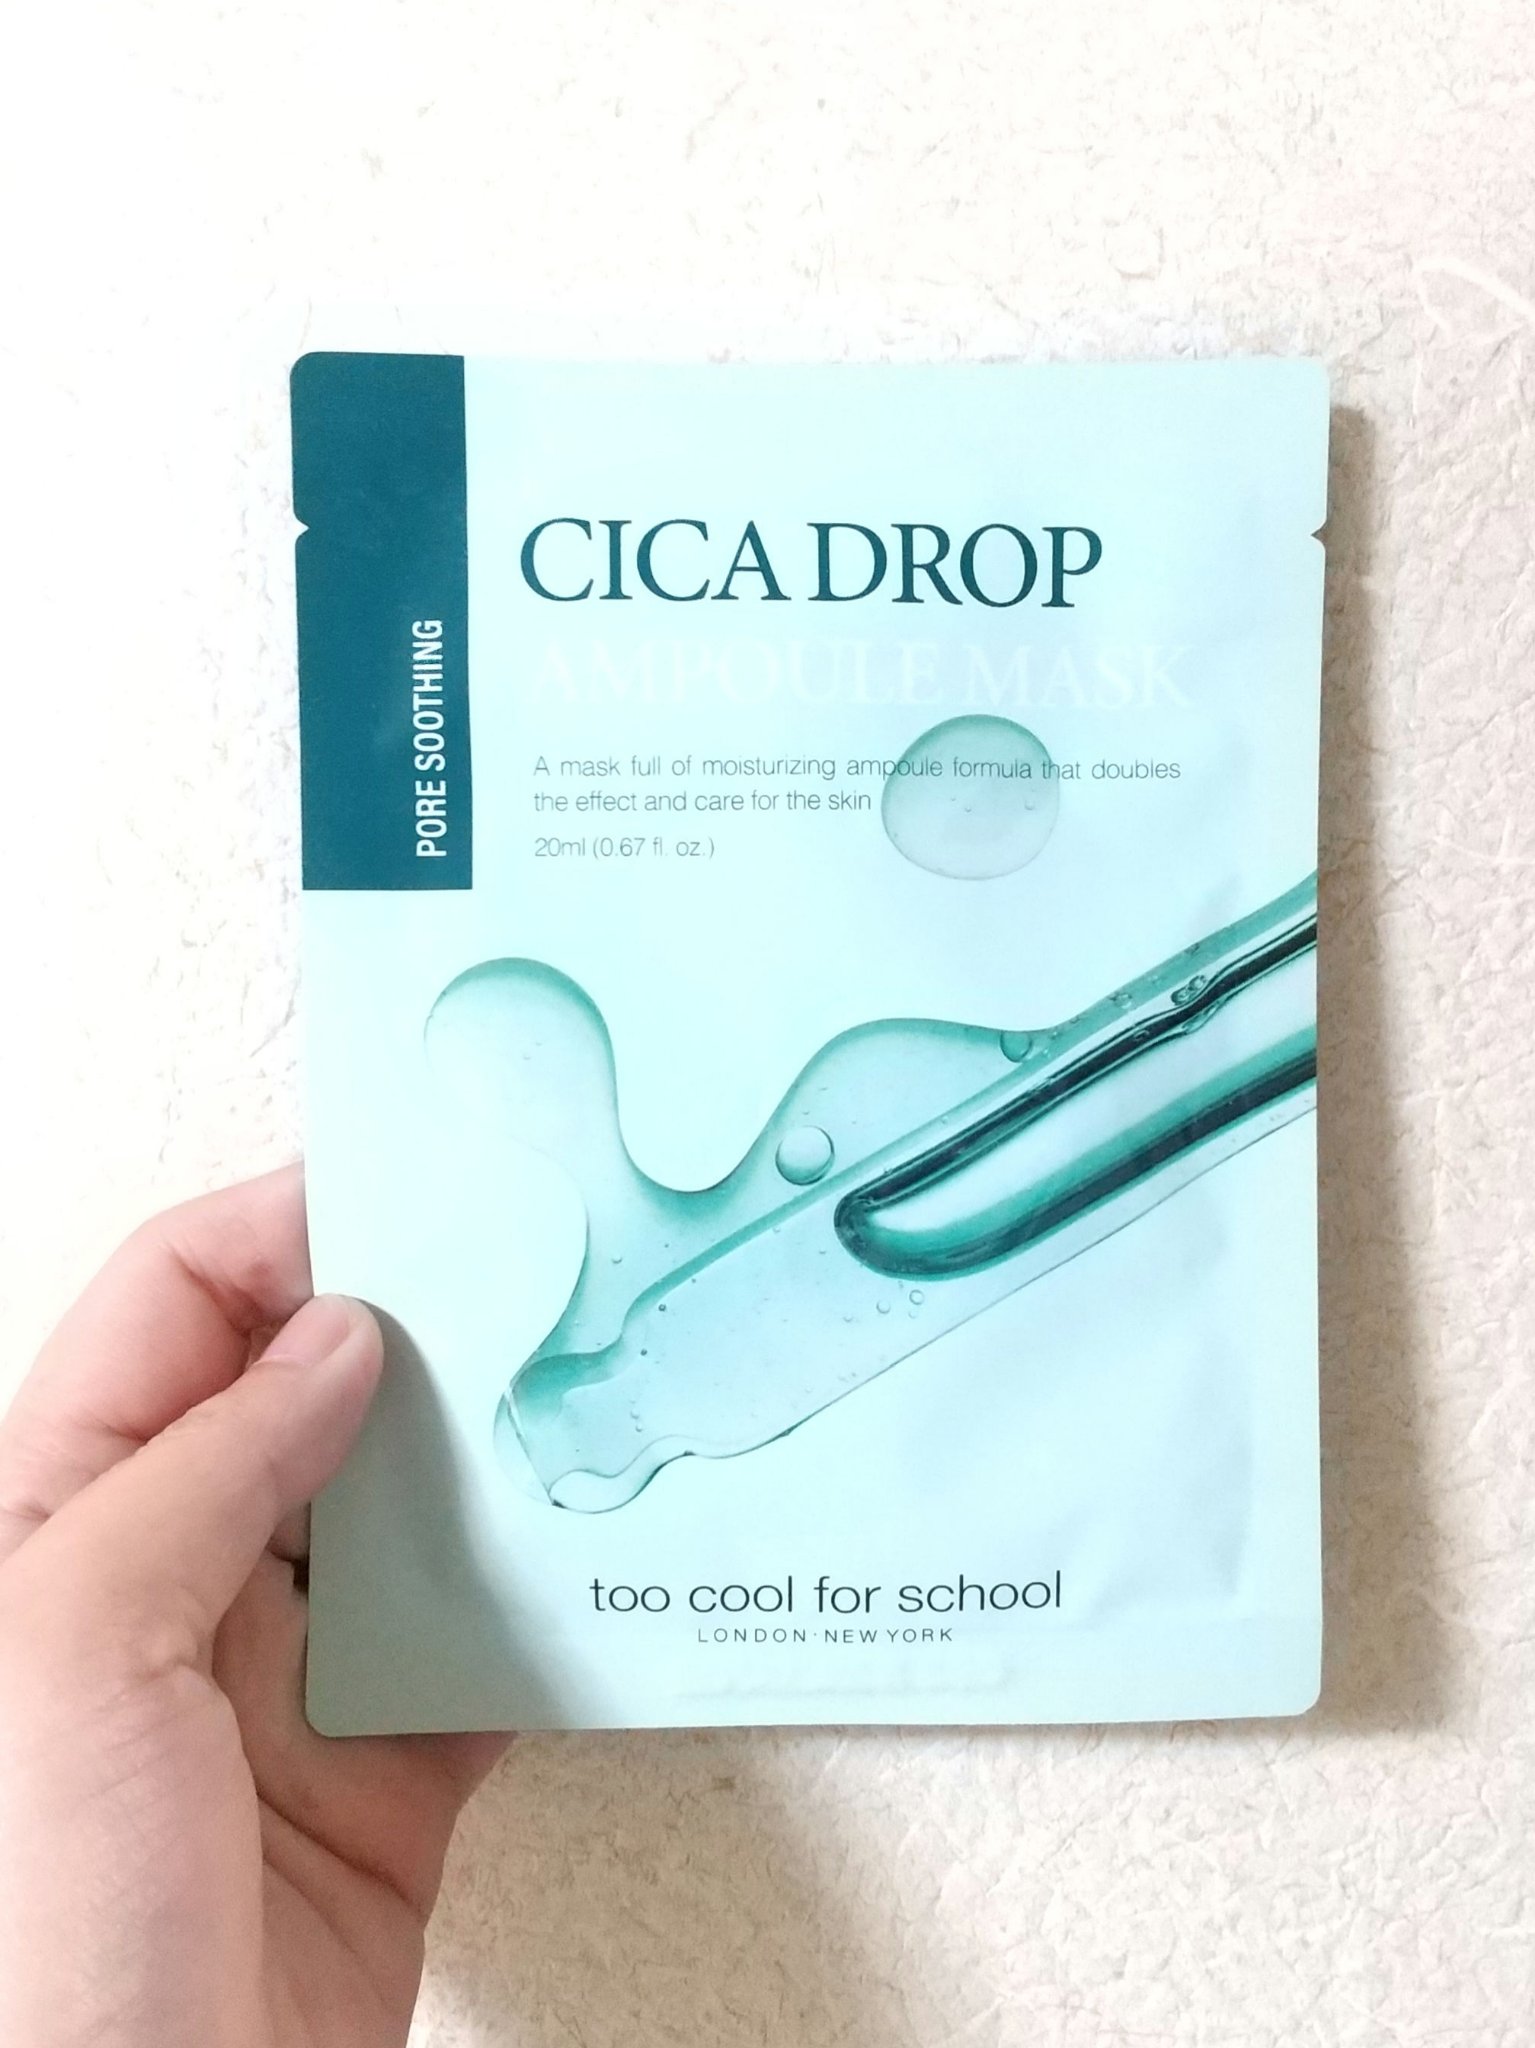 PORE SOOTHING
CICA DROP
AMPOULE MASK
A mask full of moisturizing ampoule formula that doubles
the effect and care for the skin
20ml (0.67 fl. oz.)
too cool for school
LONDON·NEW YORK